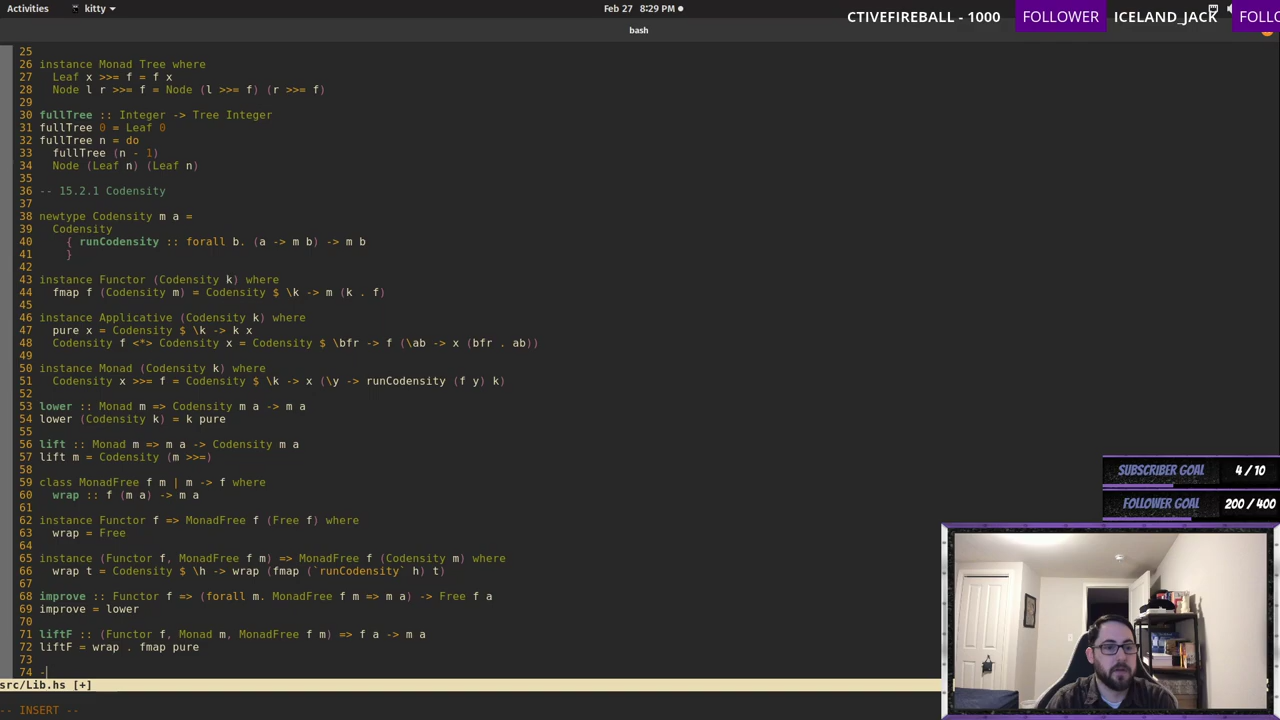 Activities kitty Feb 27 8:29 PM
CTIVEFIREBALL - 1000 FOLLOWER ICELAND_JACK FOLL
bash
25
26 instance Monad Tree where
27   Leaf x >>= f = f x
28   Node l r >>= f = Node (l >>= f) (r >>= f)
29
30 fullTree :: Integer -> Tree Integer
31 fullTree 0 = Leaf 0
32 fullTree n = do
33   fullTree (n - 1)
34   Node (Leaf n) (Leaf n)
35
36 -- 15.2.1 Codensity
37
38 newtype Codensity m a =
39   Codensity
40     { runCodensity :: forall b. (a -> m b) -> m b
41     }
42
43 instance Functor (Codensity k) where
44   fmap f (Codensity m) = Codensity $ \k -> m (k . f)
45
46 instance Applicative (Codensity k) where
47   pure x = Codensity $ \k -> k x
48   Codensity f <*> Codensity x = Codensity $ \bfr -> f (\ab -> x (bfr . ab))
49
50 instance Monad (Codensity k) where
51   Codensity x >>= f = Codensity $ \k -> x (\y -> runCodensity (f y) k)
52
53 lower :: Monad m => Codensity m a -> m a
54 lower (Codensity k) = k pure
55
56 lift :: Monad m => m a -> Codensity m a
57 lift m = Codensity (m >>=)
58
59 class MonadFree f m | m -> f where
60   wrap :: f (m a) -> m a
61
62 instance Functor f => MonadFree f (Free f) where
63   wrap = Free
64
65 instance (Functor f, MonadFree f m) => MonadFree f (Codensity m) where
66   wrap t = Codensity $ \h -> wrap (fmap (`runCodensity` h) t)
67
68 improve :: Functor f => (forall m. MonadFree f m => m a) -> Free f a
69 improve = lower
70
71 liftF :: (Functor f, Monad m, MonadFree f m) => f a -> m a
72 liftF = wrap . fmap pure
73
74 -
src/Lib.hs [+]
-- INSERT --
SUBSCRIBER GOAL 4 / 10
FOLLOWER GOAL 200 / 400